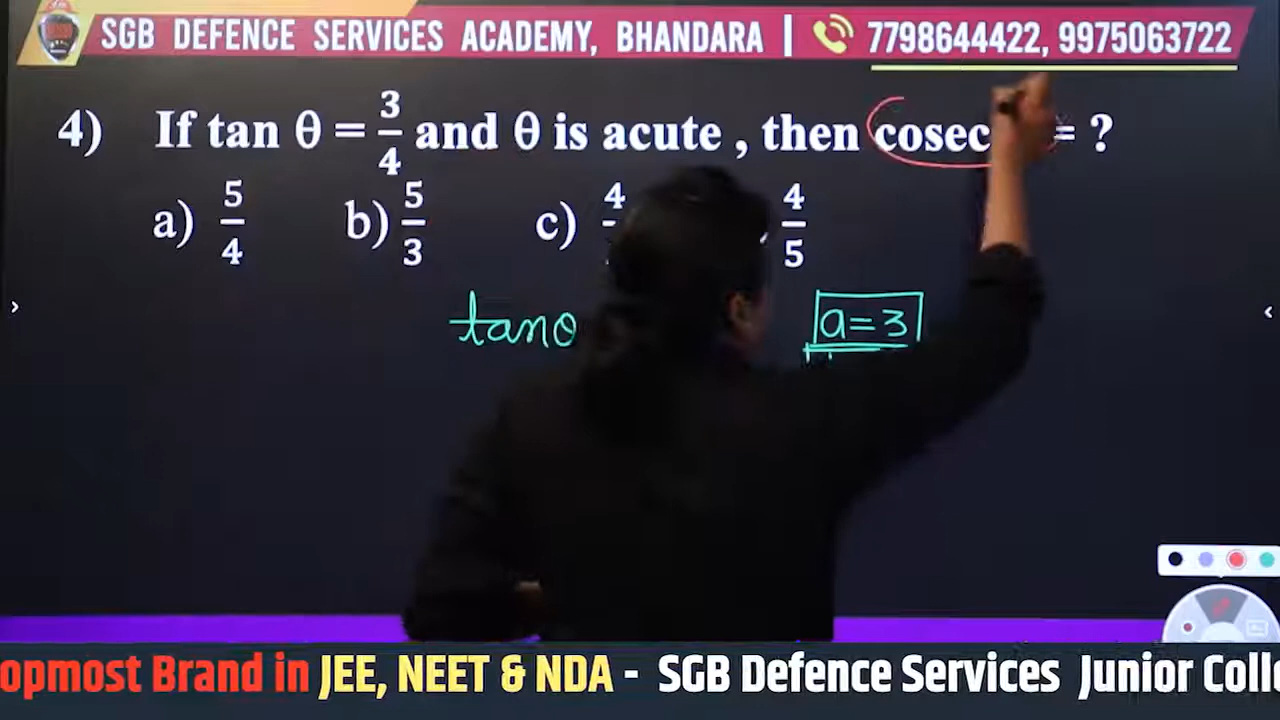 SGB DEFENCE SERVICES ACADEMY, BHANDARA | 7798644422, 9975063722
4) If tan θ = 3/4 and θ is acute , then cosec = ?
a) 5/4 b) 5/3 c) 4 4/5
tanθ a=3
opmost Brand in JEE, NEET & NDA - SGB Defence Services Junior Colle